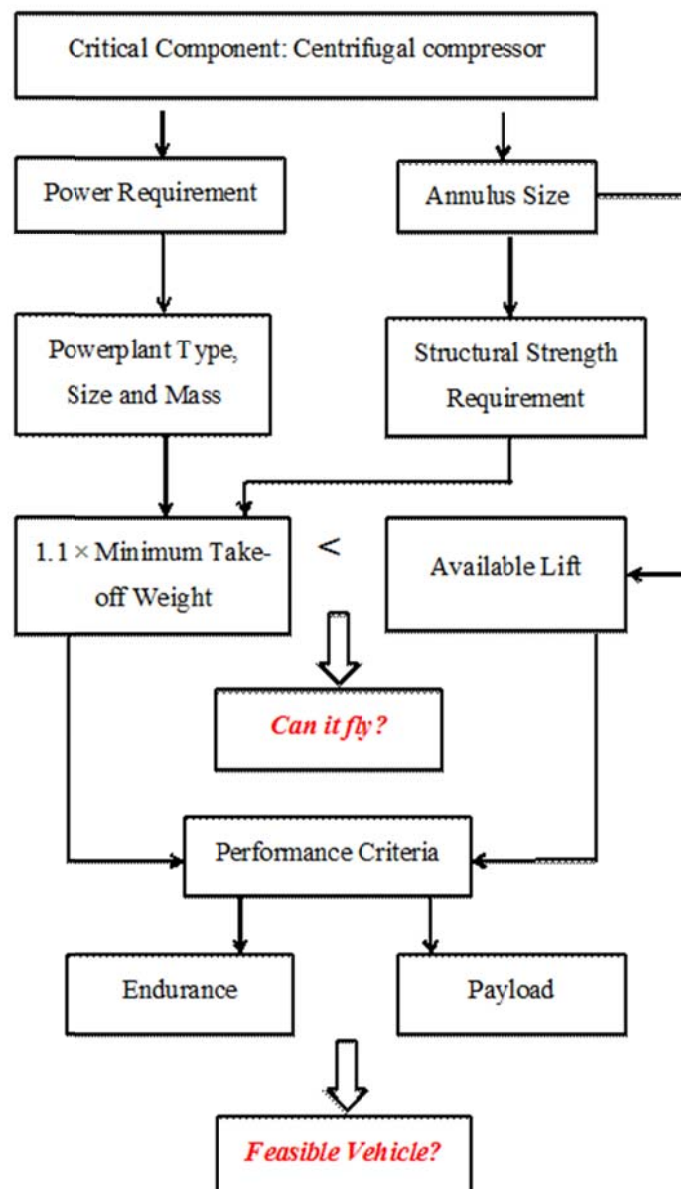 Critical Component: Centrifugal compressor
Power Requirement
Annulus Size
Powerplant Type,
Size and Mass
Structural Strength
Requirement
1.1 × Minimum Take-
off Weight
<
Available Lift
Can it fly?
Performance Criteria
Endurance
Payload
Feasible Vehicle?